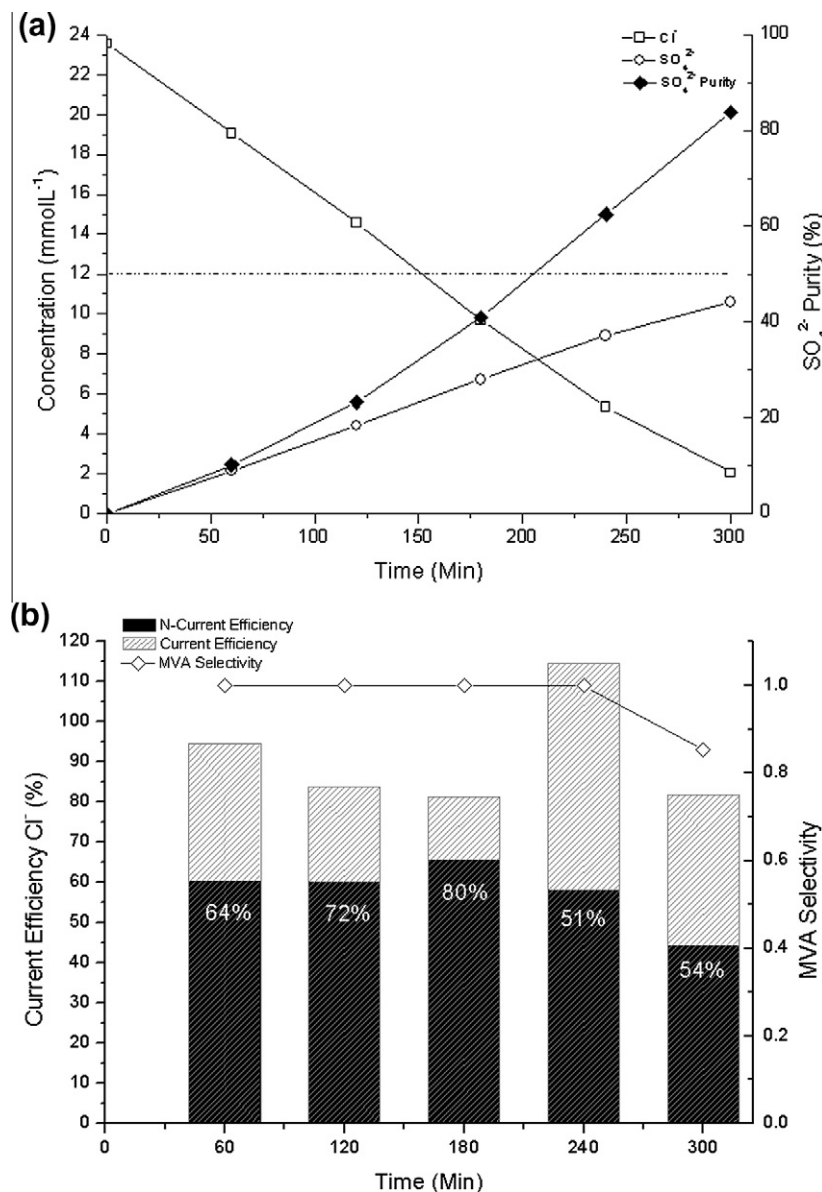 (a)
Cl⁻
SO₄²⁻
SO₄²⁻ Purity
24
22
20
18
16
14
12
10
8
6
4
2
0
Concentration (mmolL⁻¹)
100
80
60
40
20
0
SO₄²⁻ Purity (%)
0 50 100 150 200 250 300
Time (Min)
(b)
N-Current Efficiency
Current Efficiency
MVA Selectivity
120
110
100
90
80
70
60
50
40
30
20
10
0
Current Efficiency Cl⁻ (%)
64% 72% 80% 51% 54%
1.0
0.8
0.6
0.4
0.2
0.0
MVA Selectivity
0 60 120 180 240 300
Time (Min)